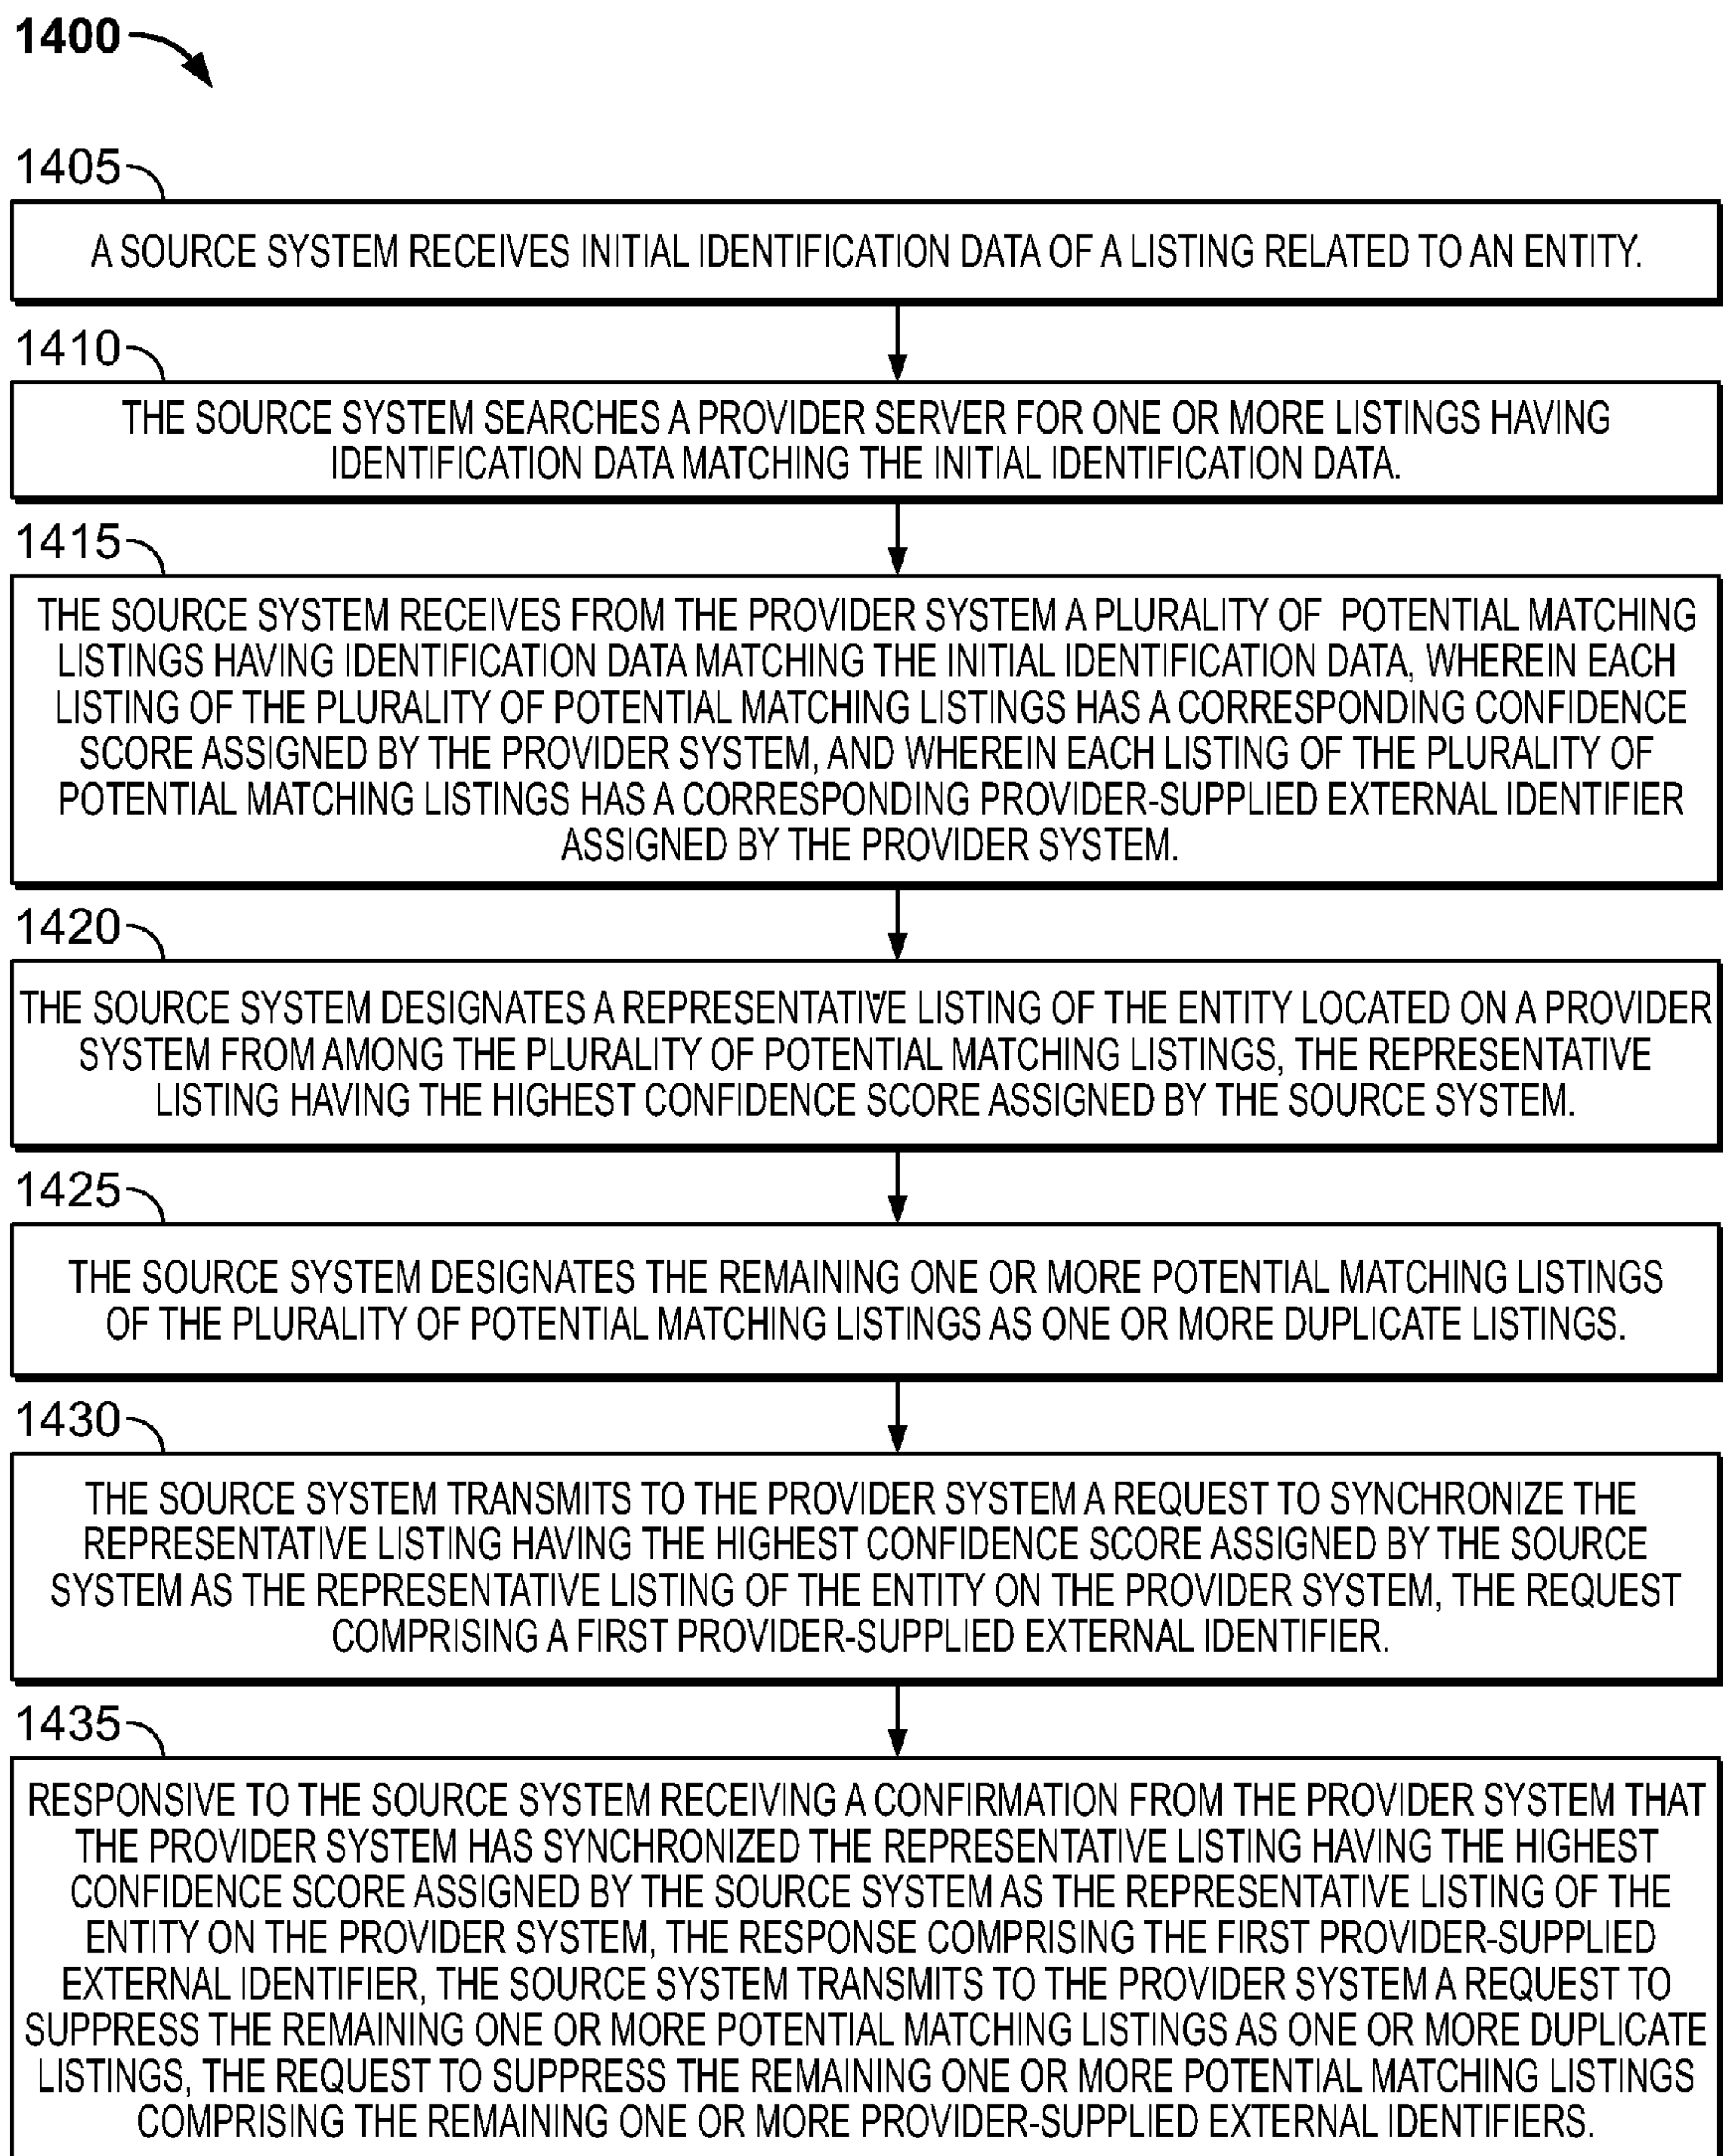 1400
1405
A SOURCE SYSTEM RECEIVES INITIAL IDENTIFICATION DATA OF A LISTING RELATED TO AN ENTITY.
1410
THE SOURCE SYSTEM SEARCHES A PROVIDER SERVER FOR ONE OR MORE LISTINGS HAVING
IDENTIFICATION DATA MATCHING THE INITIAL IDENTIFICATION DATA.
1415
THE SOURCE SYSTEM RECEIVES FROM THE PROVIDER SYSTEM A PLURALITY OF POTENTIAL MATCHING
LISTINGS HAVING IDENTIFICATION DATA MATCHING THE INITIAL IDENTIFICATION DATA, WHEREIN EACH
LISTING OF THE PLURALITY OF POTENTIAL MATCHING LISTINGS HAS A CORRESPONDING CONFIDENCE
SCORE ASSIGNED BY THE PROVIDER SYSTEM, AND WHEREIN EACH LISTING OF THE PLURALITY OF
POTENTIAL MATCHING LISTINGS HAS A CORRESPONDING PROVIDER-SUPPLIED EXTERNAL IDENTIFIER
ASSIGNED BY THE PROVIDER SYSTEM.
1420
THE SOURCE SYSTEM DESIGNATES A REPRESENTATIVE LISTING OF THE ENTITY LOCATED ON A PROVIDER
SYSTEM FROM AMONG THE PLURALITY OF POTENTIAL MATCHING LISTINGS, THE REPRESENTATIVE
LISTING HAVING THE HIGHEST CONFIDENCE SCORE ASSIGNED BY THE SOURCE SYSTEM.
1425
THE SOURCE SYSTEM DESIGNATES THE REMAINING ONE OR MORE POTENTIAL MATCHING LISTINGS
OF THE PLURALITY OF POTENTIAL MATCHING LISTINGS AS ONE OR MORE DUPLICATE LISTINGS.
1430
THE SOURCE SYSTEM TRANSMITS TO THE PROVIDER SYSTEM A REQUEST TO SYNCHRONIZE THE
REPRESENTATIVE LISTING HAVING THE HIGHEST CONFIDENCE SCORE ASSIGNED BY THE SOURCE
SYSTEM AS THE REPRESENTATIVE LISTING OF THE ENTITY ON THE PROVIDER SYSTEM, THE REQUEST
COMPRISING A FIRST PROVIDER-SUPPLIED EXTERNAL IDENTIFIER.
1435
RESPONSIVE TO THE SOURCE SYSTEM RECEIVING A CONFIRMATION FROM THE PROVIDER SYSTEM THAT
THE PROVIDER SYSTEM HAS SYNCHRONIZED THE REPRESENTATIVE LISTING HAVING THE HIGHEST
CONFIDENCE SCORE ASSIGNED BY THE SOURCE SYSTEM AS THE REPRESENTATIVE LISTING OF THE
ENTITY ON THE PROVIDER SYSTEM, THE RESPONSE COMPRISING THE FIRST PROVIDER-SUPPLIED
EXTERNAL IDENTIFIER, THE SOURCE SYSTEM TRANSMITS TO THE PROVIDER SYSTEM A REQUEST TO
SUPPRESS THE REMAINING ONE OR MORE POTENTIAL MATCHING LISTINGS AS ONE OR MORE DUPLICATE
LISTINGS, THE REQUEST TO SUPPRESS THE REMAINING ONE OR MORE POTENTIAL MATCHING LISTINGS
COMPRISING THE REMAINING ONE OR MORE PROVIDER-SUPPLIED EXTERNAL IDENTIFIERS.